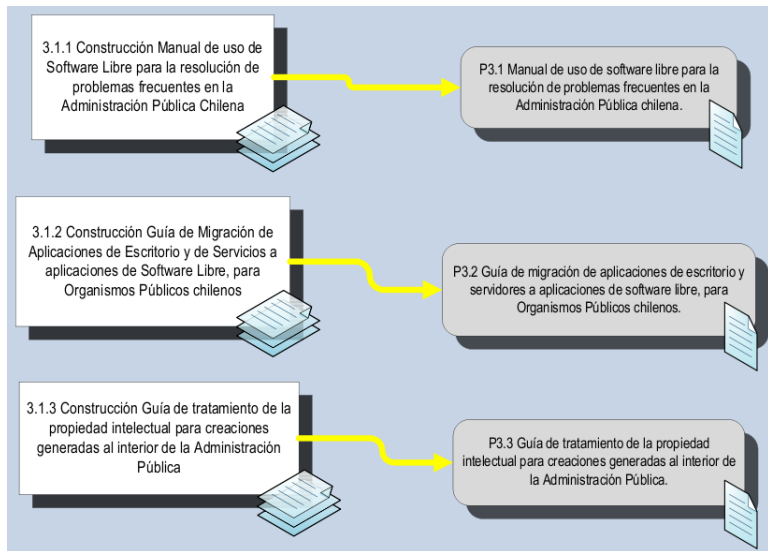 3.1.1 Construcción Manual de uso de
Software Libre para la resolución de
problemas frecuentes en la
Administración Pública Chilena
P3.1 Manual de uso de software libre para la
resolución de problemas frecuentes en la
Administración Pública chilena.
3.1.2 Construcción Guía de Migración de
Aplicaciones de Escritorio y de Servicios a
aplicaciones de Software Libre, para
Organismos Públicos chilenos
P3.2 Guía de migración de aplicaciones de escritorio y
servidores a aplicaciones de software libre, para
Organismos Públicos chilenos.
3.1.3 Construcción Guía de tratamiento de la
propiedad intelectual para creaciones
generadas al interior de la Administración
Pública
P3.3 Guía de tratamiento de la propiedad
intelectual para creaciones generadas al interior de
la Administración Pública.